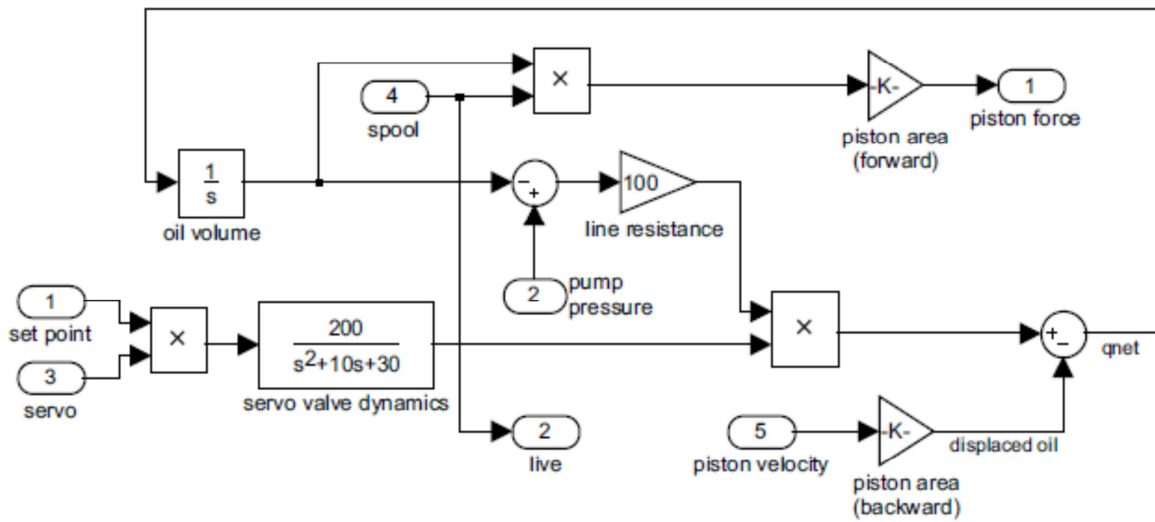 4
spool
×
-K-
piston area
(forward)
1
piston force
1
s
oil volume
-
+
100
line resistance
2
pump
pressure
1
set point
3
servo
×
200
s2+10s+30
servo valve dynamics
×
+
-
qnet
2
live
5
piston velocity
-K-
displaced oil
piston area
(backward)